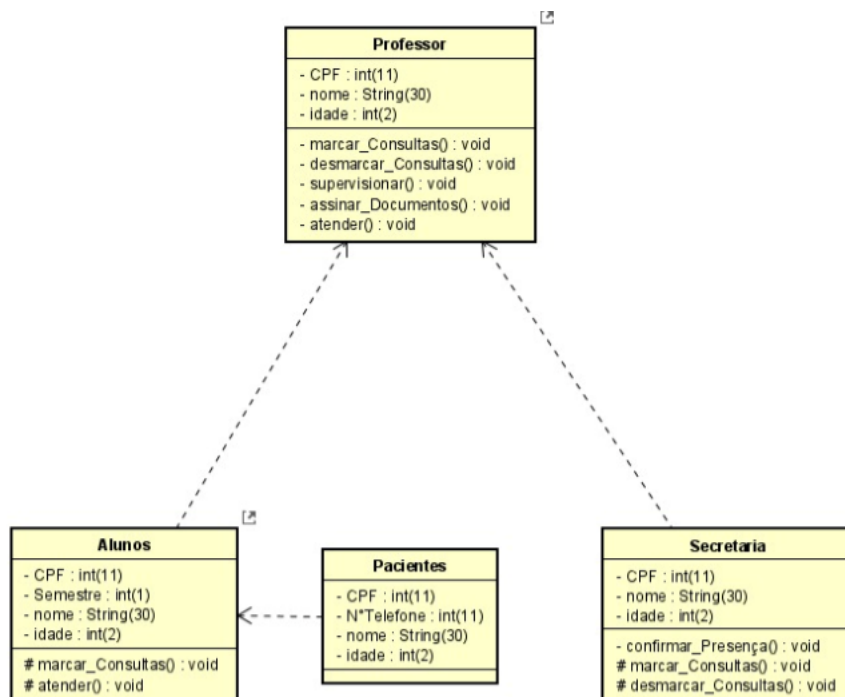 Professor
- CPF : int(11)
- nome : String(30)
- idade : int(2)
- marcar_Consultas() : void
- desmarcar_Consultas() : void
- supervisionar() : void
- assinar_Documentos() : void
- atender() : void
Alunos
- CPF : int(11)
- Semestre : int(1)
- nome : String(30)
- idade : int(2)
# marcar_Consultas() : void
# atender() : void
Pacientes
- CPF : int(11)
- N°Telefone : int(11)
- nome : String(30)
- idade : int(2)
Secretaria
- CPF : int(11)
- nome : String(30)
- idade : int(2)
- confirmar_Presença() : void
# marcar_Consultas() : void
# desmarcar_Consultas() : void